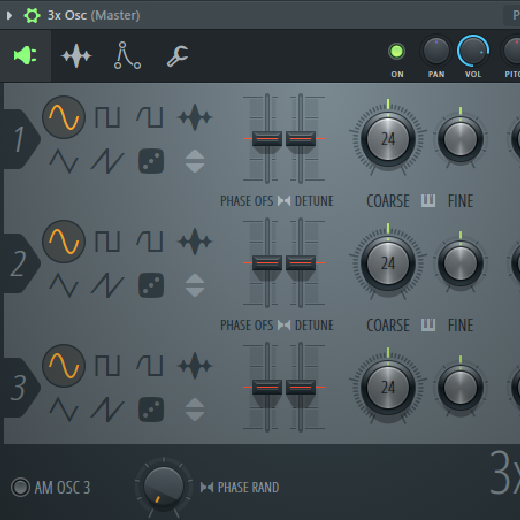 3x Osc (Master)
P
ON PAN VOL PITC
1
24
PHASE OFS DETUNE COARSE FINE
2
24
PHASE OFS DETUNE COARSE FINE
3
24
AM OSC 3 PHASE RAND
3x